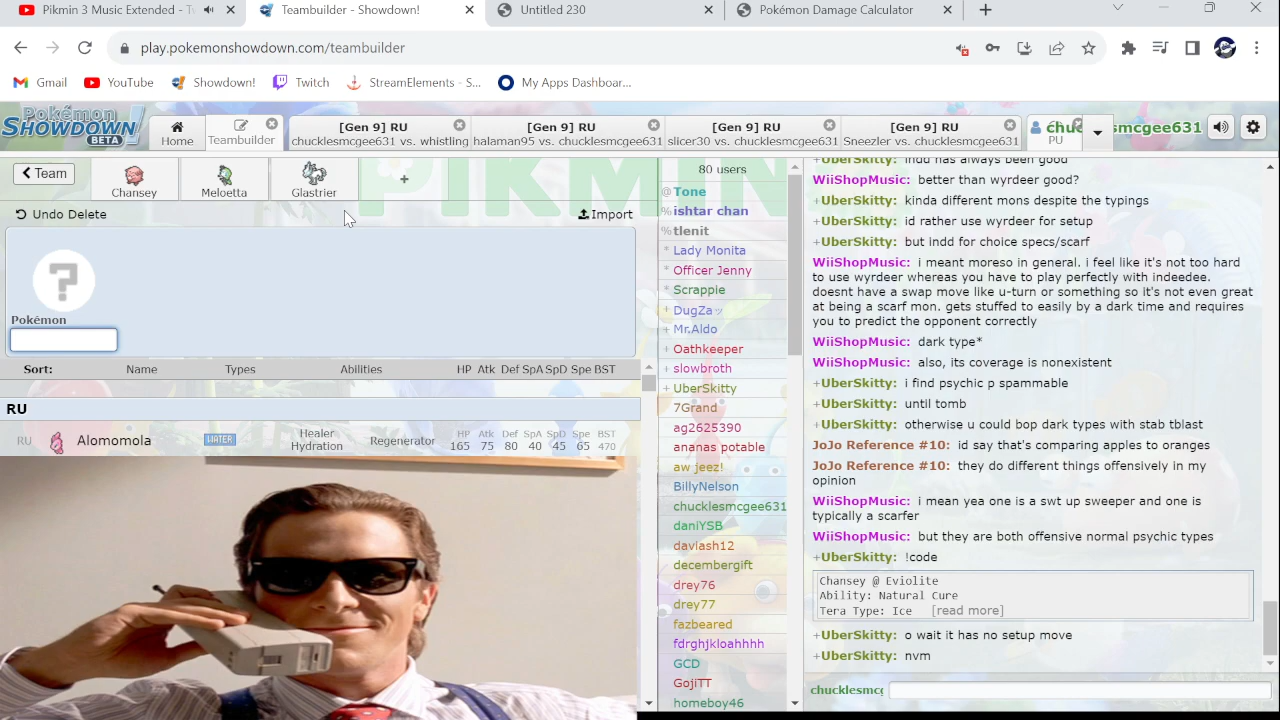 Pikmin 3 Music Extended - Tw
Teambuilder - Showdown!
Untitled 230
Pokémon Damage Calculator
play.pokemonshowdown.com/teambuilder
Gmail
YouTube
Showdown!
Twitch
StreamElements - S...
My Apps Dashboar...
Pokémon
SHOWDOWN!
BETA
Home
Teambuilder
[Gen 9] RU
chucklesmcgee631 vs. whistling
[Gen 9] RU
halaman95 vs. chucklesmcgee631
[Gen 9] RU
slicer30 vs. chucklesmcgee631
[Gen 9] RU
Sneezler vs. chucklesmcgee631
PU
smcgee631
PIKMIN
Team
Chansey
Meloetta
Glastrier
+
Undo Delete
Import
?
Pokémon
Sort:
Name
Types
Abilities
HP Atk Def SpA SpD Spe BST
RU
RU
Alomomola
WATER
Healer
Hydration
Regenerator
HP Atk Def SpA SpD Spe BST
165 75 80 40 45 65 470
80 users
@ Tone
% ishtar chan
% tlenit
* Lady Monita
* Officer Jenny
* Scrappie
+ DugZaッ
+ Mr.Aldo
+ Oathkeeper
+ slowbroth
+ UberSkitty
7Grand
ag2625390
ananas potable
aw jeez!
BillyNelson
chucklesmcgee631
daniYSB
daviash12
decembergift
drey76
drey77
fazbeared
fdrghjkloahhhh
GCD
GojiTT
homeboy46
+UberSkitty: indd has always been good
WiiShopMusic: better than wyrdeer good?
+UberSkitty: kinda different mons despite the typings
+UberSkitty: id rather use wyrdeer for setup
+UberSkitty: but indd for choice specs/scarf
WiiShopMusic: i meant moreso in general. i feel like it's not too hard
to use wyrdeer whereas you have to play perfectly with indeedee.
doesnt have a swap move like u-turn or something so it's not even great
at being a scarf mon. gets stuffed to easily by a dark time and requires
you to predict the opponent correctly
WiiShopMusic: dark type*
WiiShopMusic: also, its coverage is nonexistent
+UberSkitty: i find psychic p spammable
+UberSkitty: until tomb
+UberSkitty: otherwise u could bop dark types with stab tblast
JoJo Reference #10: id say that's comparing apples to oranges
JoJo Reference #10: they do different things offensively in my
opinion
WiiShopMusic: i mean yea one is a swt up sweeper and one is
typically a scarfer
WiiShopMusic: but they are both offensive normal psychic types
+UberSkitty: !code
Chansey @ Eviolite
Ability: Natural Cure
Tera Type: Ice [read more]
+UberSkitty: o wait it has no setup move
+UberSkitty: nvm
chucklesmcg